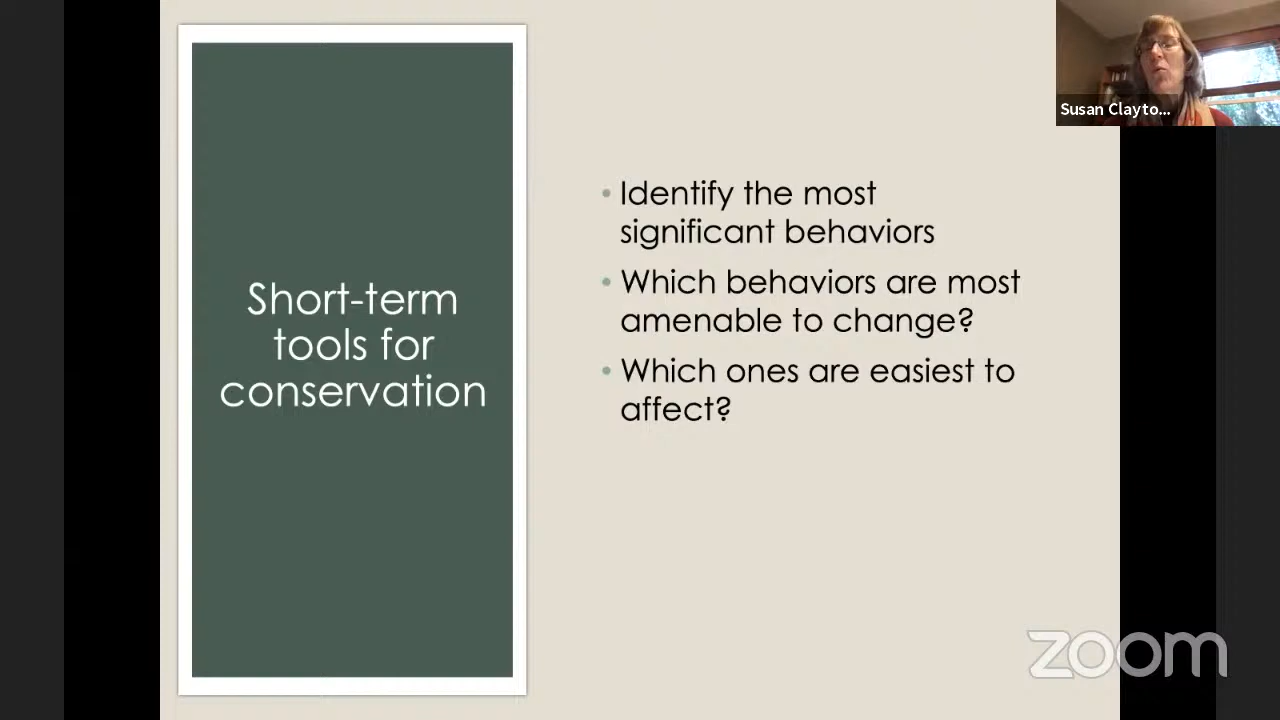 Short-term
tools for
conservation
• Identify the most
significant behaviors
• Which behaviors are most
amenable to change?
• Which ones are easiest to
affect?
Susan Clayto...
zoom